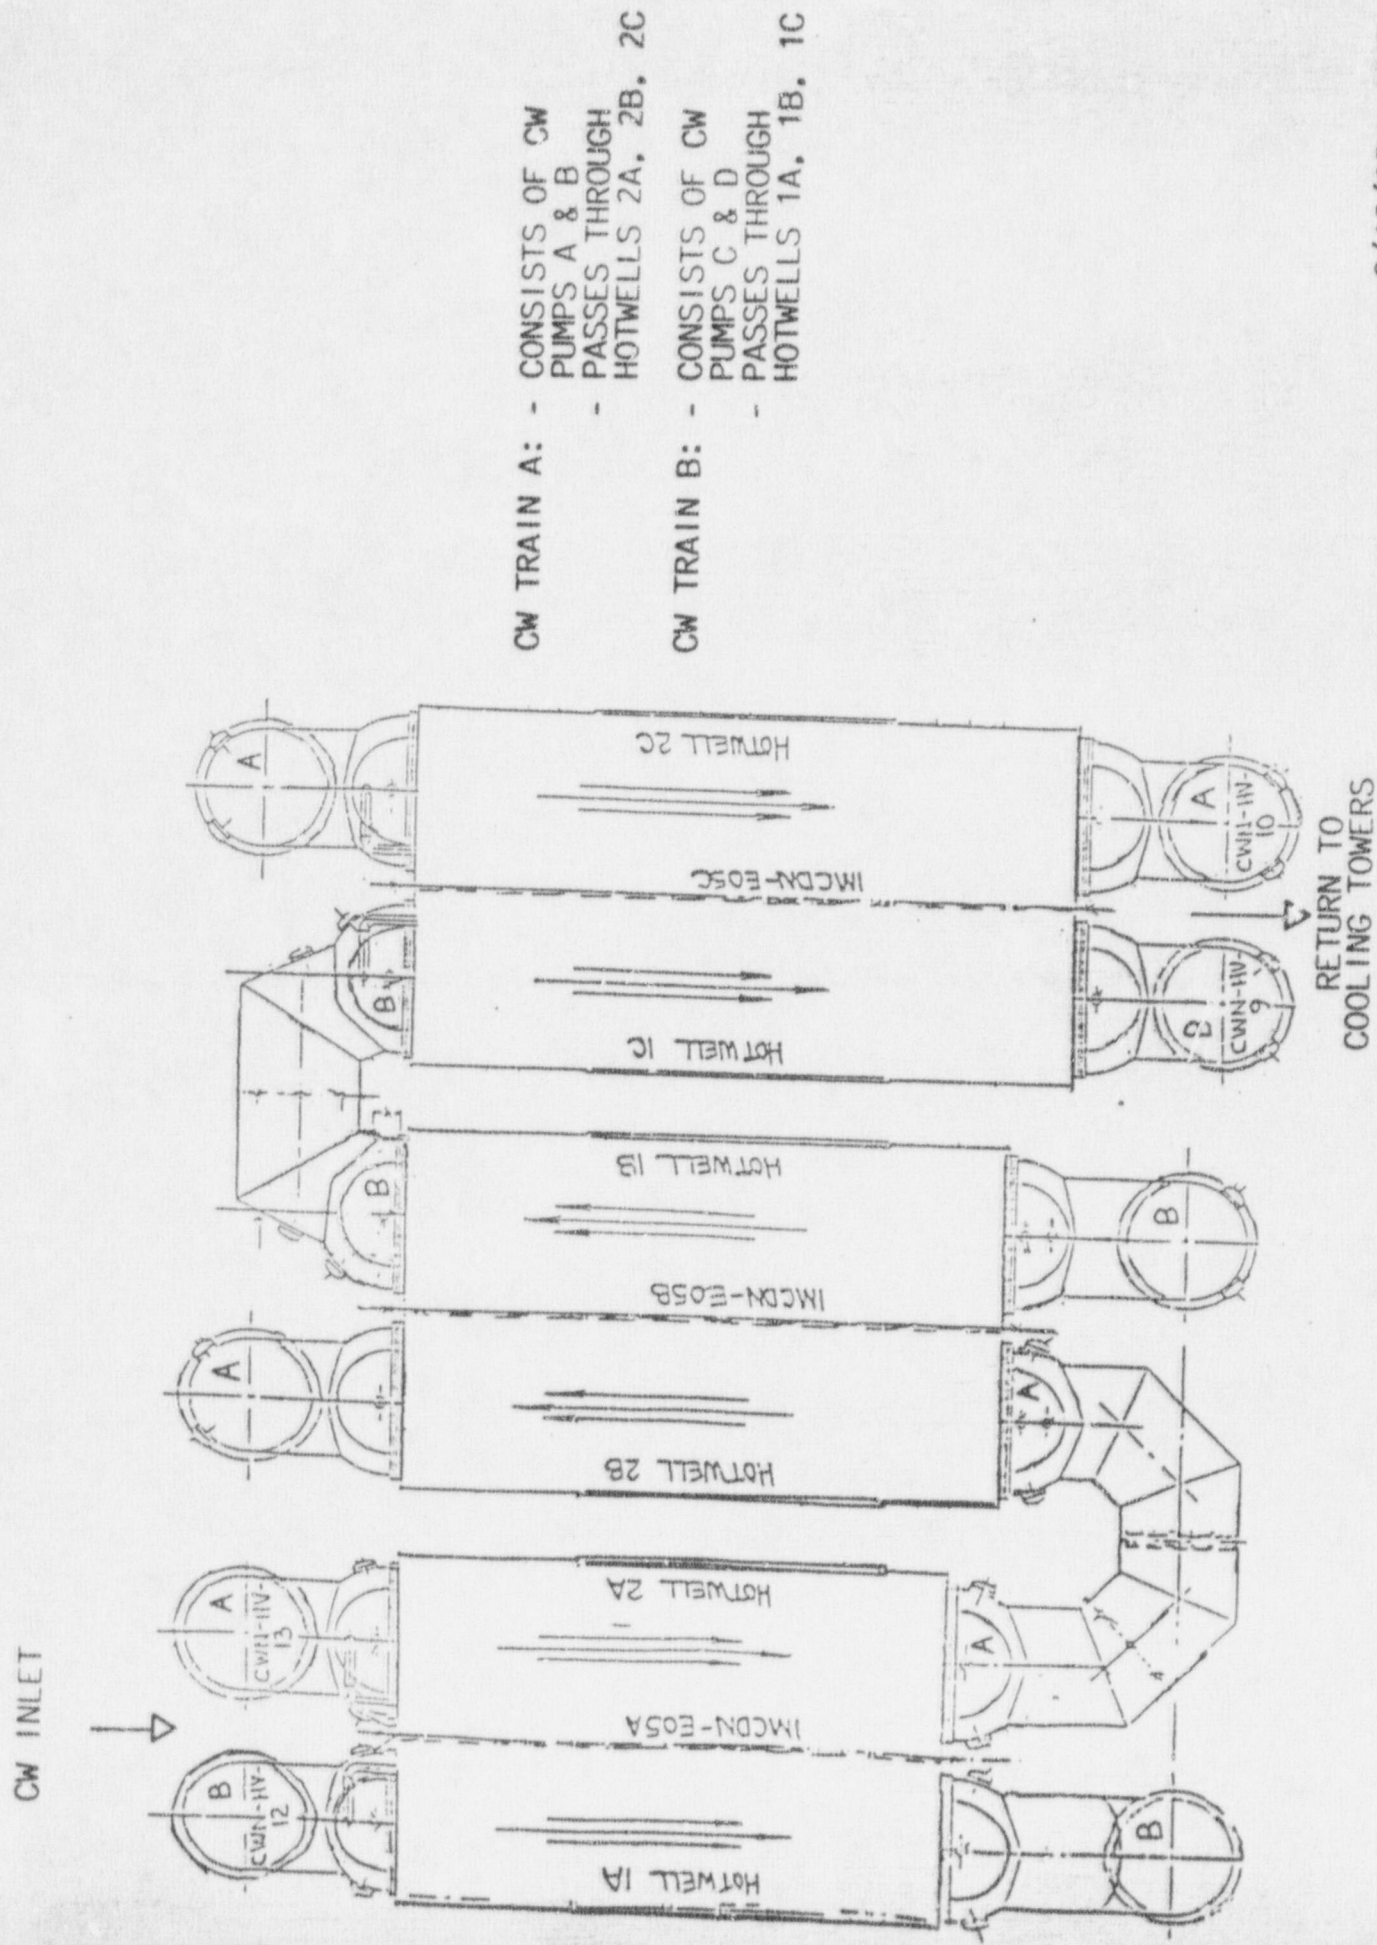 CW INLET
B
CWN-HV-
12
A
CWN-HV-
13
A
A
HOTWELL 1A
1MCDN-E05A
HOTWELL 2A
HOTWELL 2B
1MCDN-E05B
HOTWELL 1B
HOTWELL 1C
1MCDN-E05C
HOTWELL 2C
B
B
B
A
A
B
B
CWN-HV-
9
A
CWN-HV-
10
RETURN TO
COOLING TOWERS
CW TRAIN A: - CONSISTS OF CW
PUMPS A & B
- PASSES THROUGH
HOTWELLS 2A, 2B, 2C
CW TRAIN B: - CONSISTS OF CW
PUMPS C & D
- PASSES THROUGH
HOTWELLS 1A, 1B, 1C